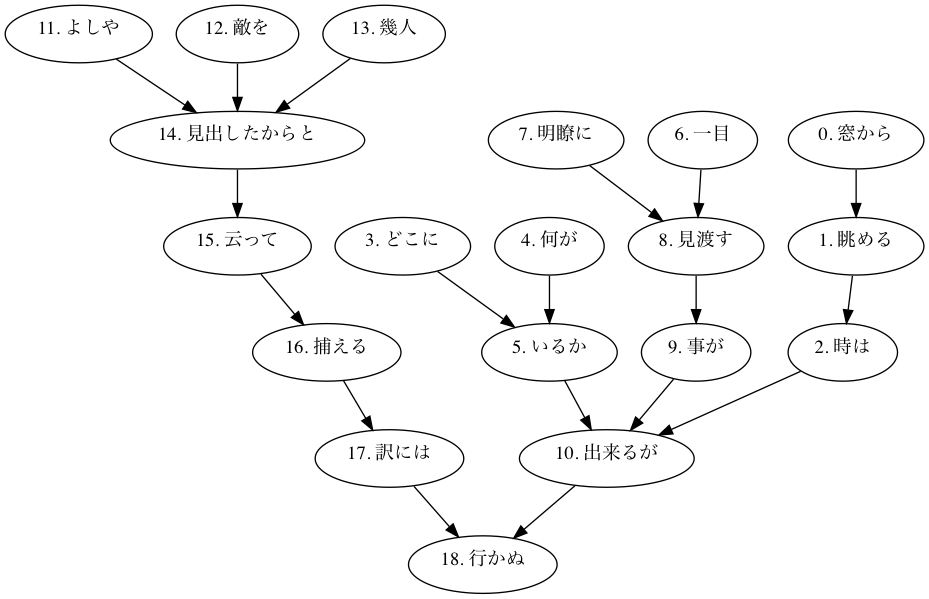 11. よしや
12. 敵を
13. 幾人
14. 見出したからと
7. 明瞭に
6. 一目
0. 窓から
15. 云って
3. どこに
4. 何が
8. 見渡す
1. 眺める
16. 捕える
5. いるか
9. 事が
2. 時は
17. 訳には
10. 出来るが
18. 行かぬ